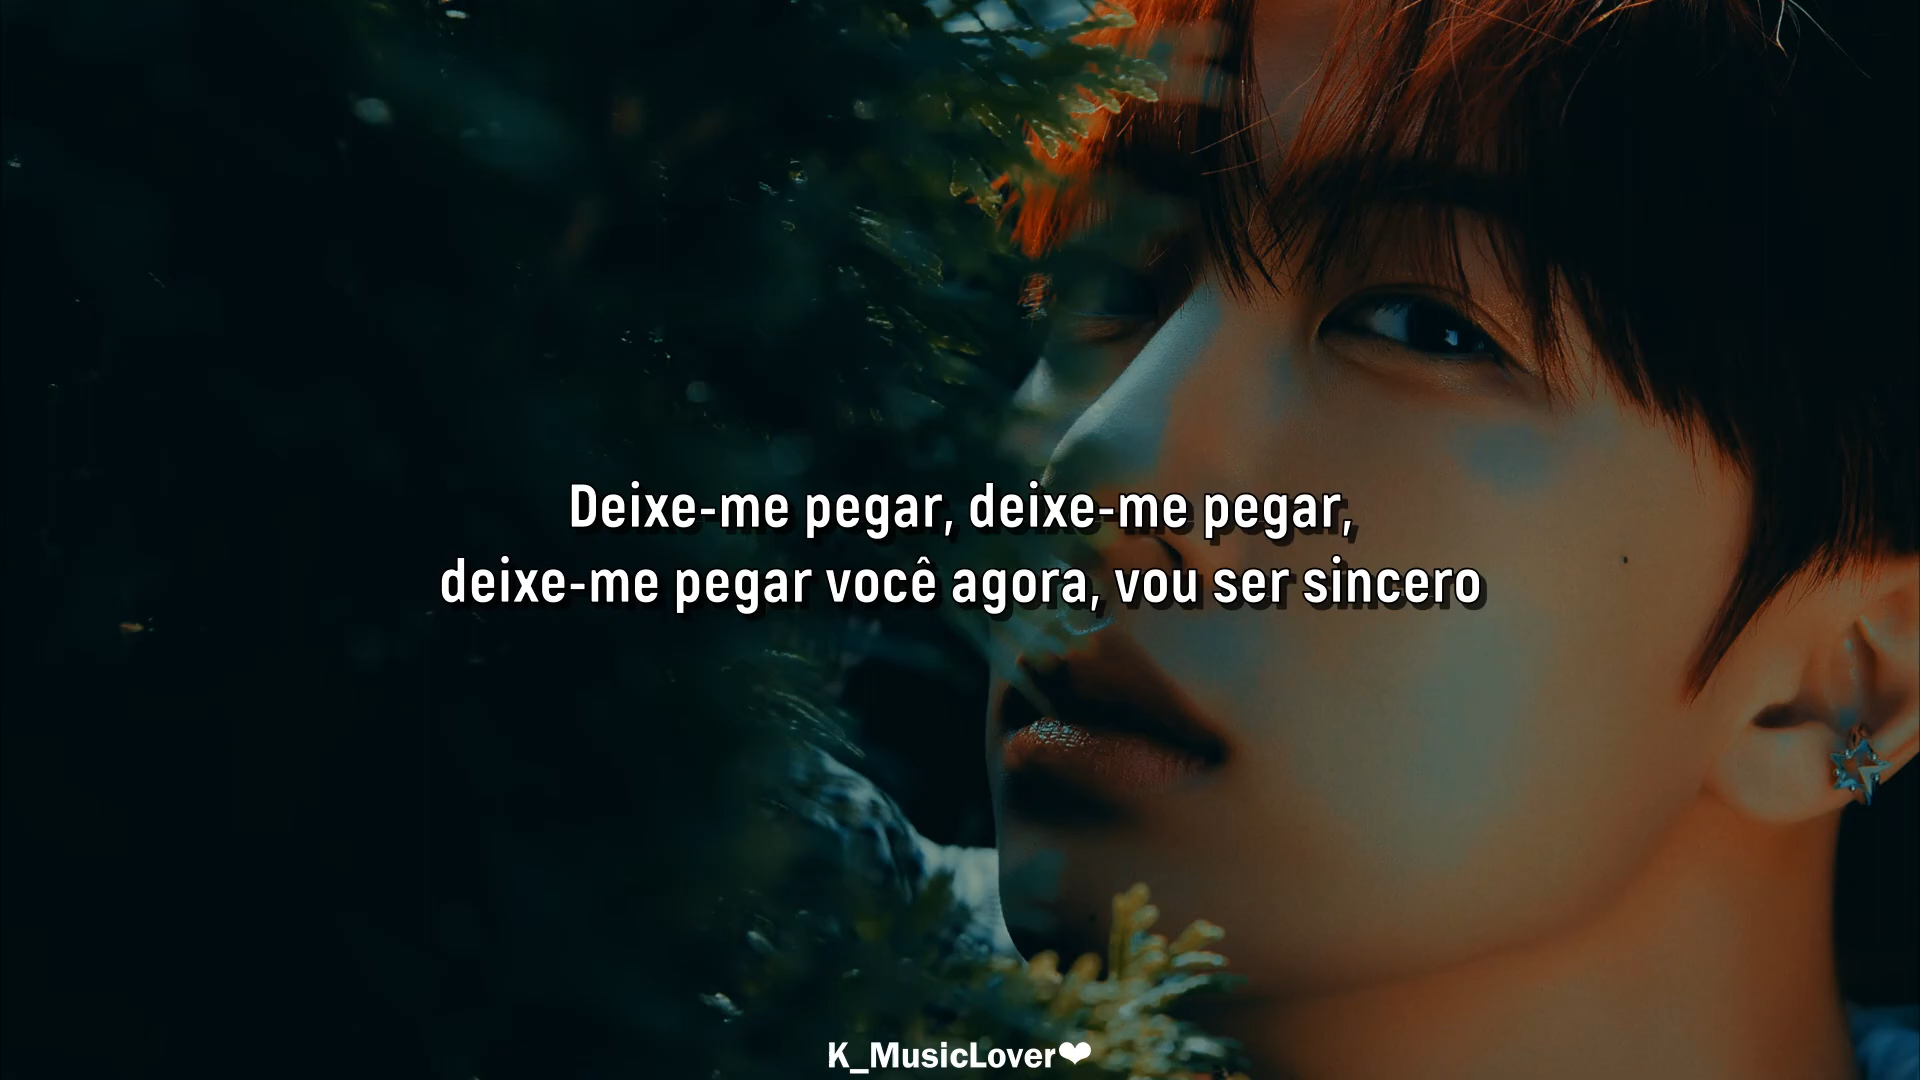 Deixe-me pegar, deixe-me pegar,
deixe-me pegar você agora, vou ser sincero
K_MusicLover❤